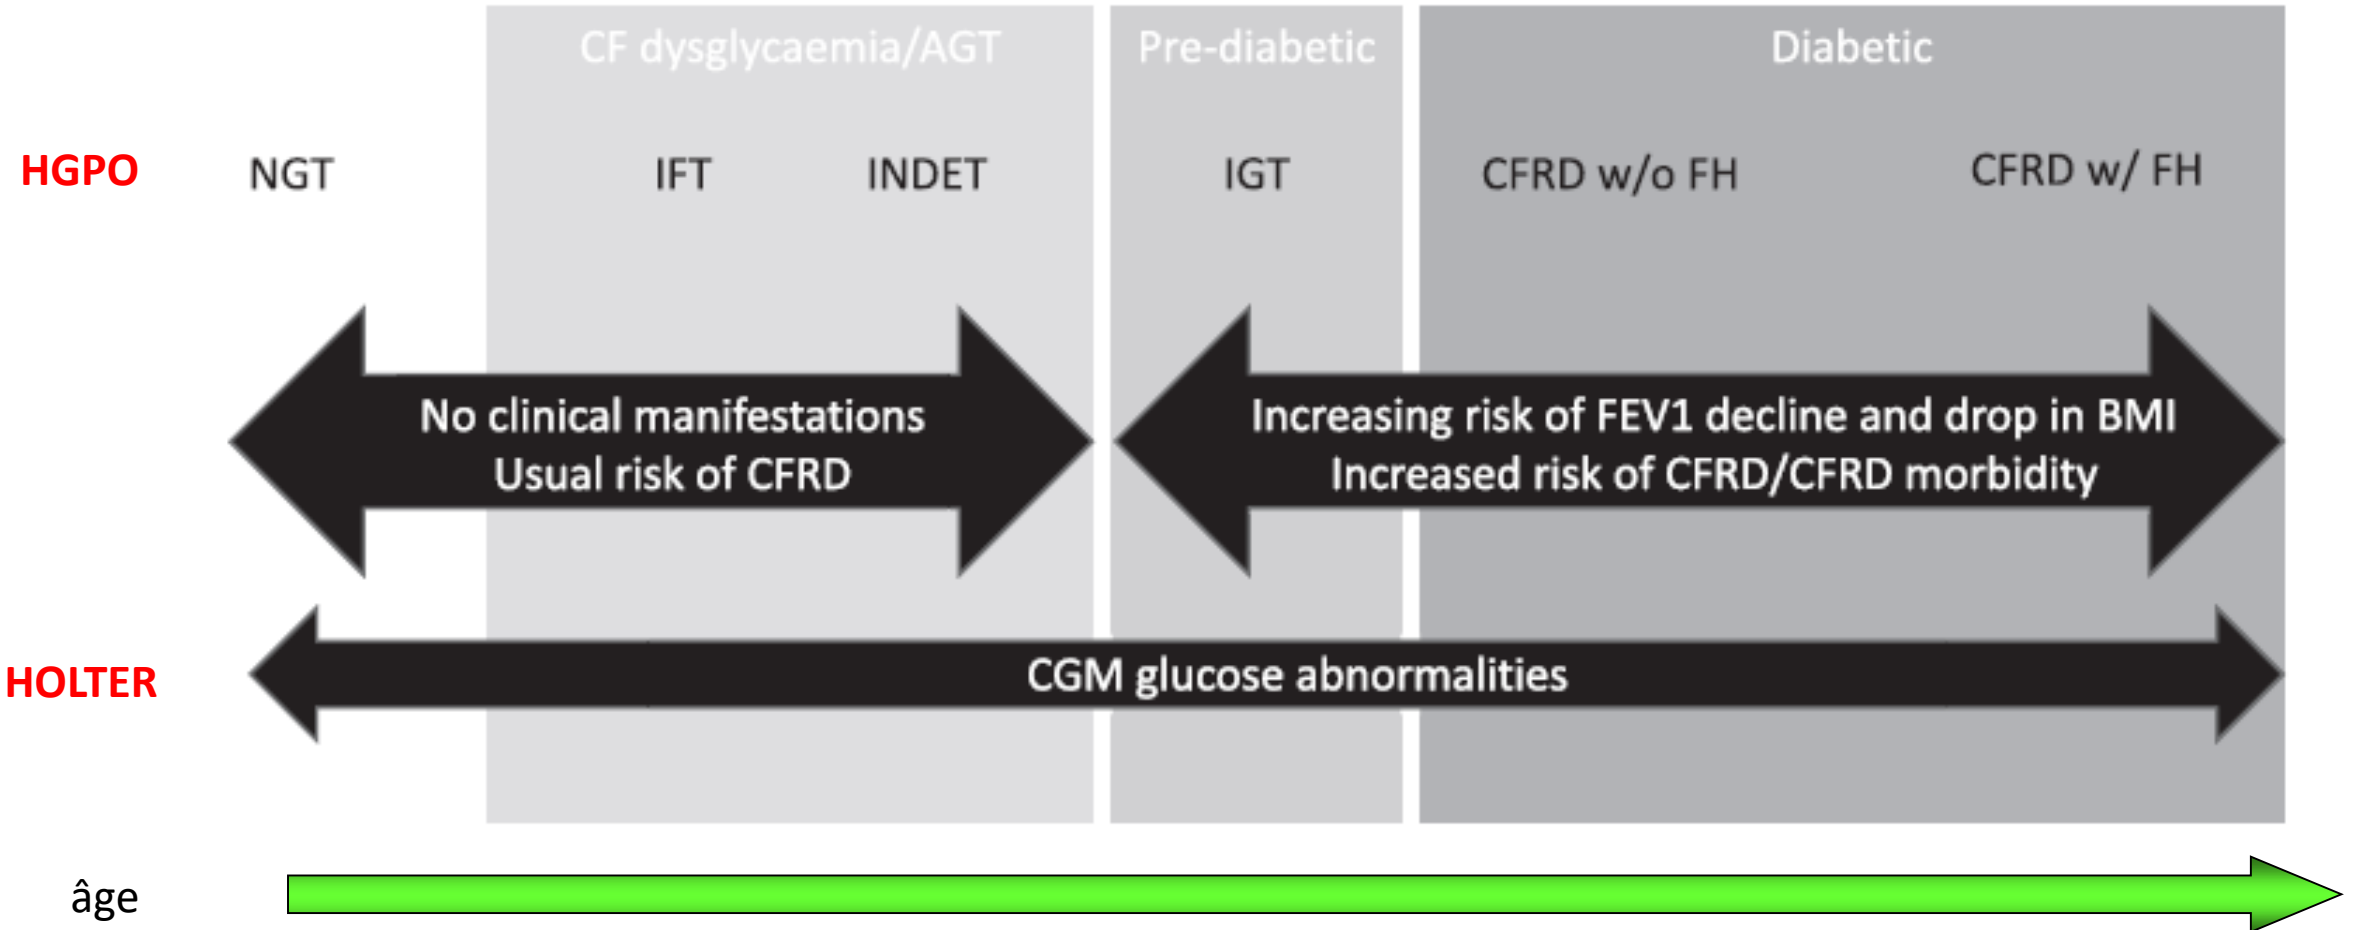 CF dysglycaemia/AGT
Pre-diabetic
Diabetic
HGPO
NGT
IFT
INDET
IGT
CFRD w/o FH
CFRD w/ FH
No clinical manifestations
Usual risk of CFRD
Increasing risk of FEV1 decline and drop in BMI
Increased risk of CFRD/CFRD morbidity
HOLTER
CGM glucose abnormalities
âge